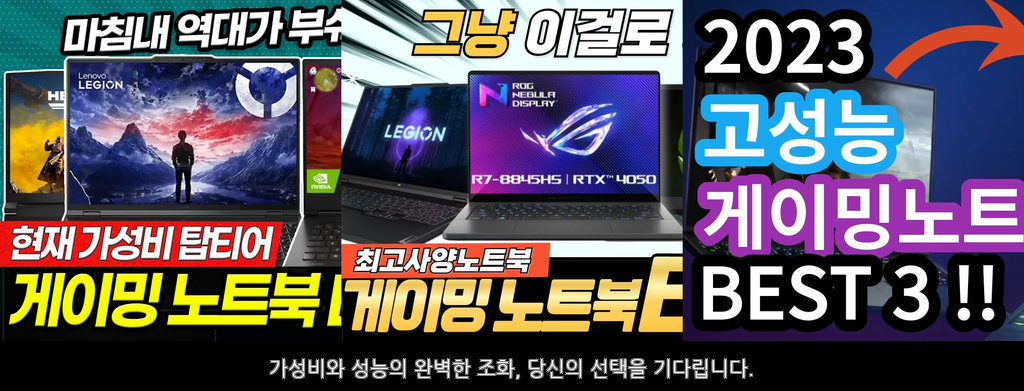 마침내 역대가 부수
Lenovo
LEGION
NVIDIA
현재 가성비 탑티어
게이밍 노트북
그냥 이걸로
LEGION
ROG
NEBULA
DISPLAY
R7-8845HS | RTX™ 4050
최고사양노트북
게이밍 노트북 B
2023
고성능
게이밍노트
BEST 3 !!
가성비와 성능의 완벽한 조화, 당신의 선택을 기다립니다.